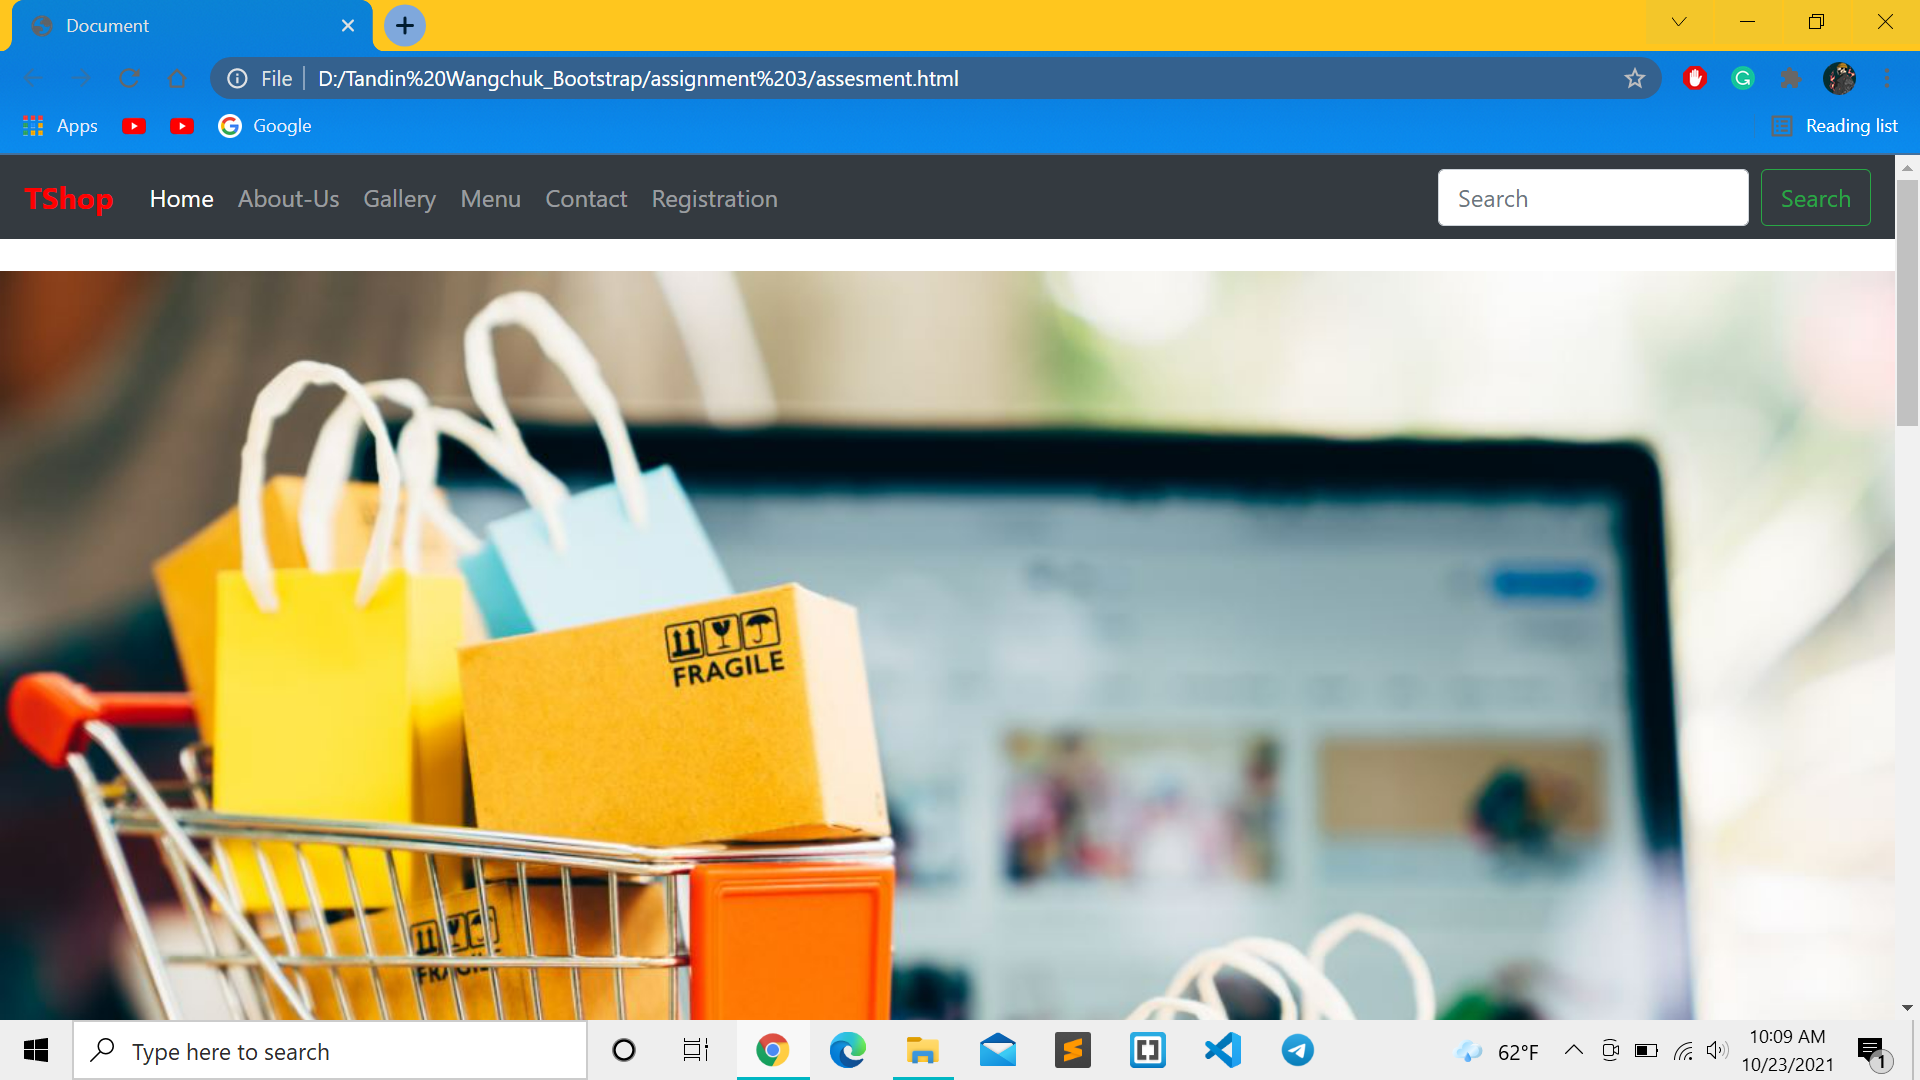 Document
File D:/Tandin%20Wangchuk_Bootstrap/assignment%203/assesment.html
Apps Google Reading list
TShop Home About-Us Gallery Menu Contact Registration Search Search
FRAGILE
FRAGILE
Type here to search 62°F 10:09 AM
10/23/2021 1